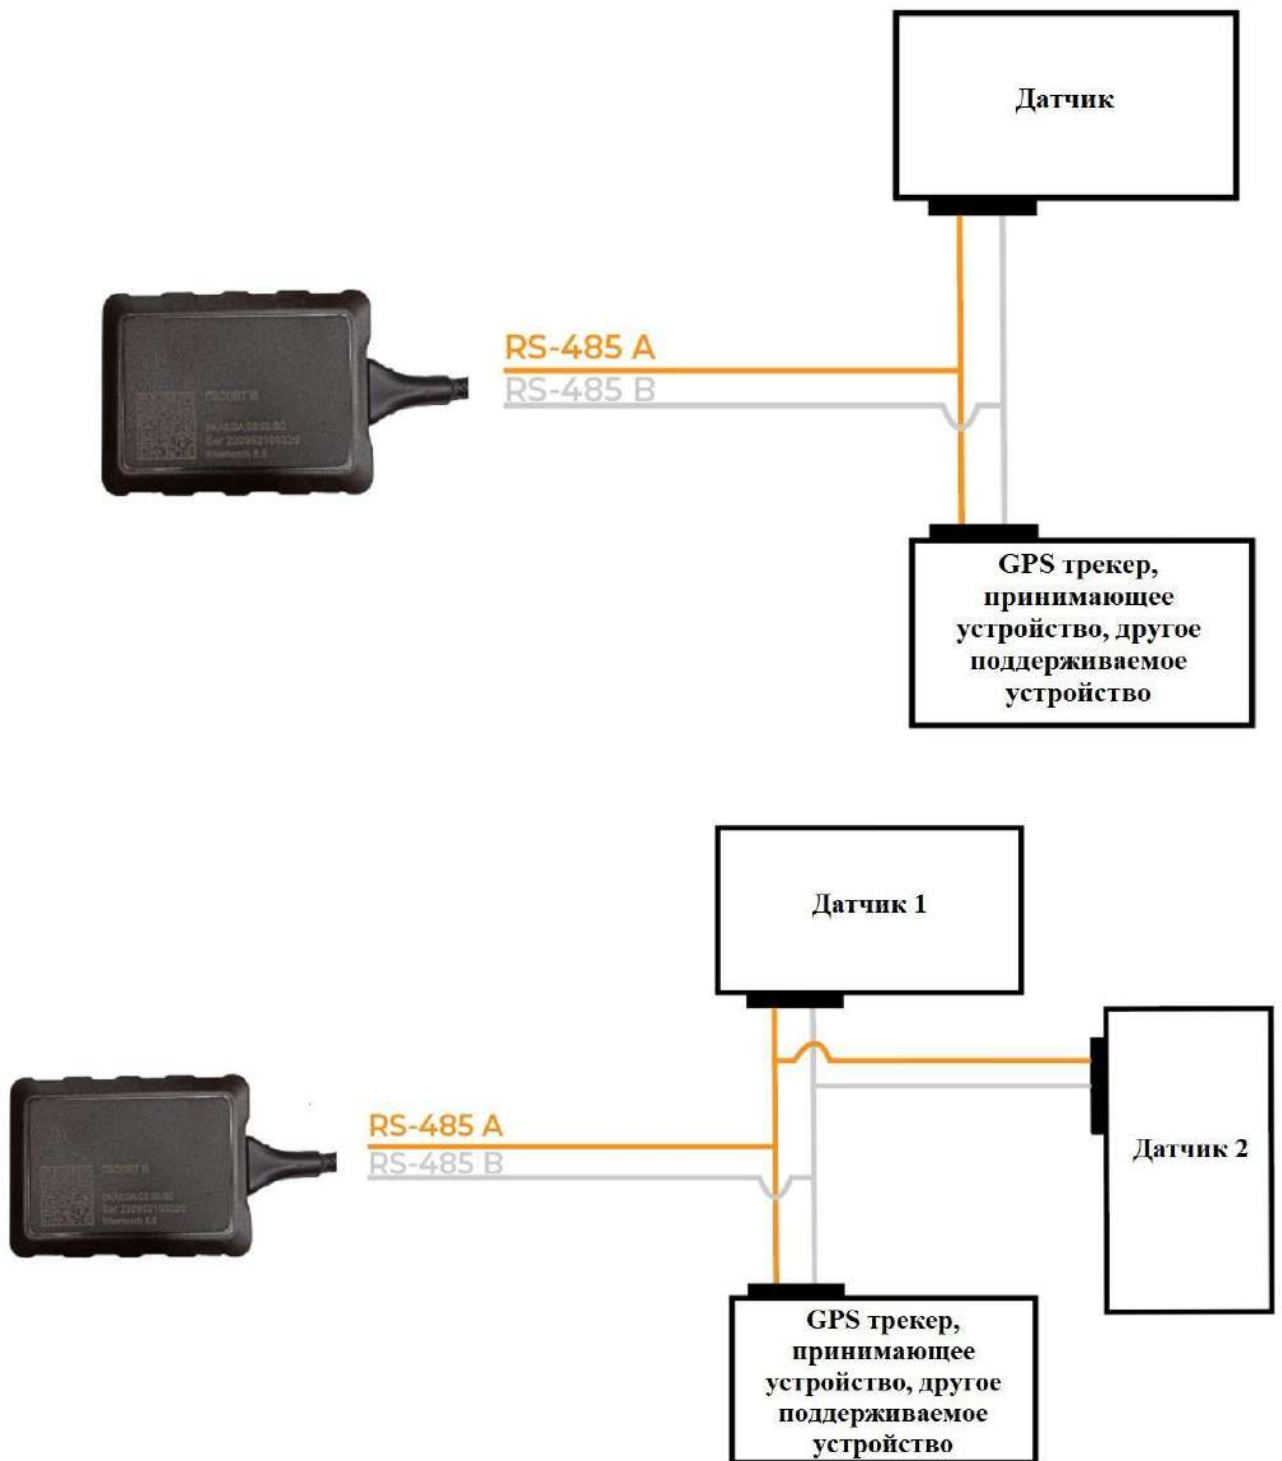 Датчик
RS-485 A
RS-485 B
GPS трекер,
принимающее
устройство, другое
поддерживаемое
устройство
Датчик 1
Датчик 2
RS-485 A
RS-485 B
GPS трекер,
принимающее
устройство, другое
поддерживаемое
устройство